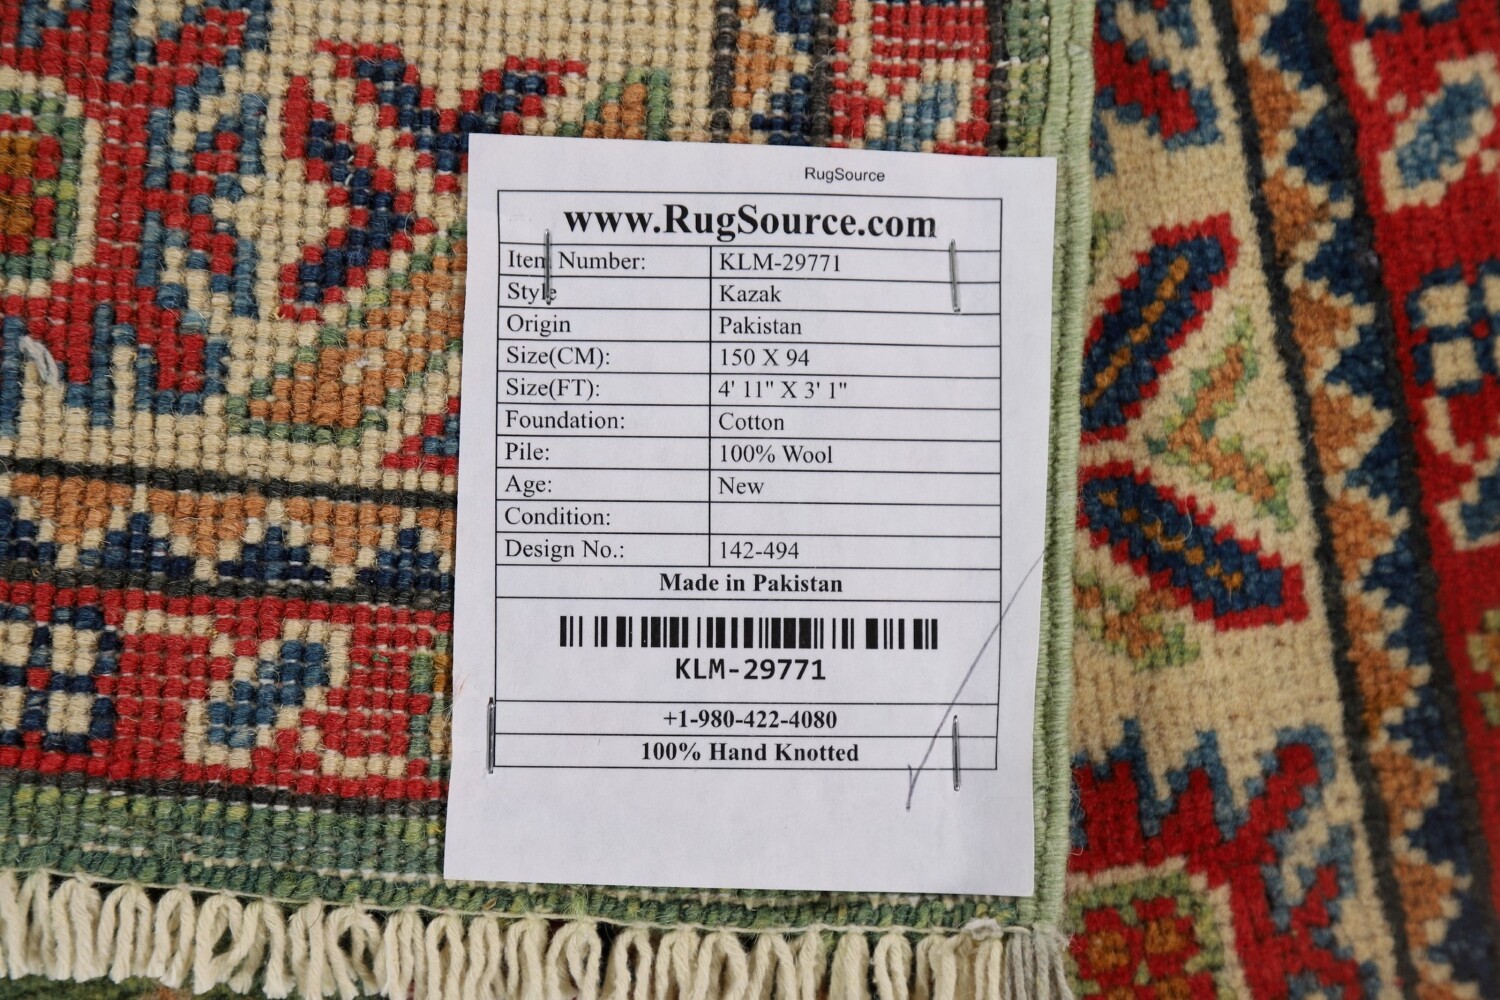 RugSource
www.RugSource.com
Item Number: KLM-29771
Style Kazak
Origin Pakistan
Size(CM): 150 X 94
Size(FT): 4' 11" X 3' 1"
Foundation: Cotton
Pile: 100% Wool
Age: New
Condition:
Design No.: 142-494
Made in Pakistan
KLM-29771
+1-980-422-4080
100% Hand Knotted